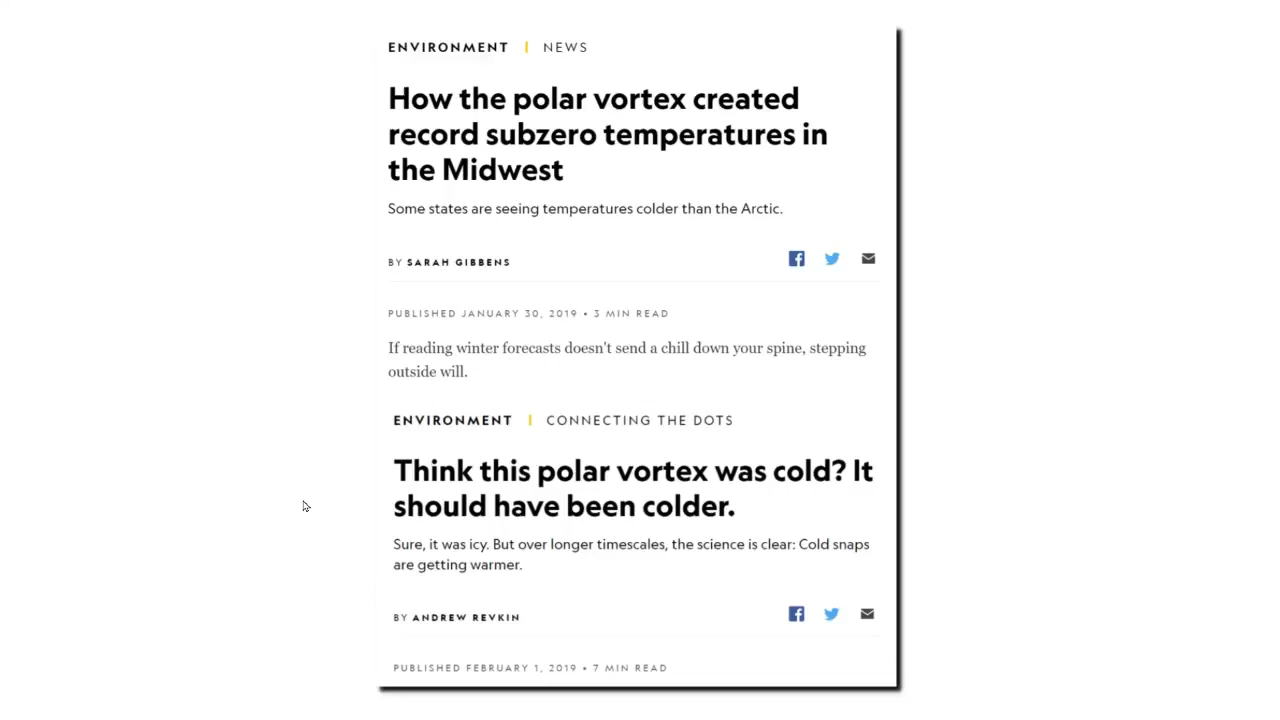 ENVIRONMENT | NEWS
How the polar vortex created
record subzero temperatures in
the Midwest
Some states are seeing temperatures colder than the Arctic.
BY SARAH GIBBENS
PUBLISHED JANUARY 30, 2019 • 3 MIN READ
If reading winter forecasts doesn't send a chill down your spine, stepping
outside will.
ENVIRONMENT | CONNECTING THE DOTS
Think this polar vortex was cold? It
should have been colder.
Sure, it was icy. But over longer timescales, the science is clear: Cold snaps
are getting warmer.
BY ANDREW REVKIN
PUBLISHED FEBRUARY 1, 2019 • 7 MIN READ